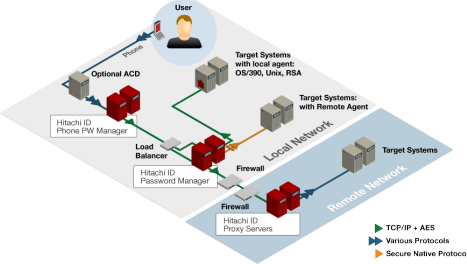 User
Phone
Optional ACD
Target Systems
with local agent:
OS/390, Unix, RSA
Hitachi ID
Phone PW Manager
Target Systems:
with Remote Agent
Load
Balancer
Local Network
Hitachi ID
Password Manager
Firewall
Target Systems
Firewall
Remote Network
Hitachi ID
Proxy Servers
TCP/IP + AES
Various Protocols
Secure Native Protoco